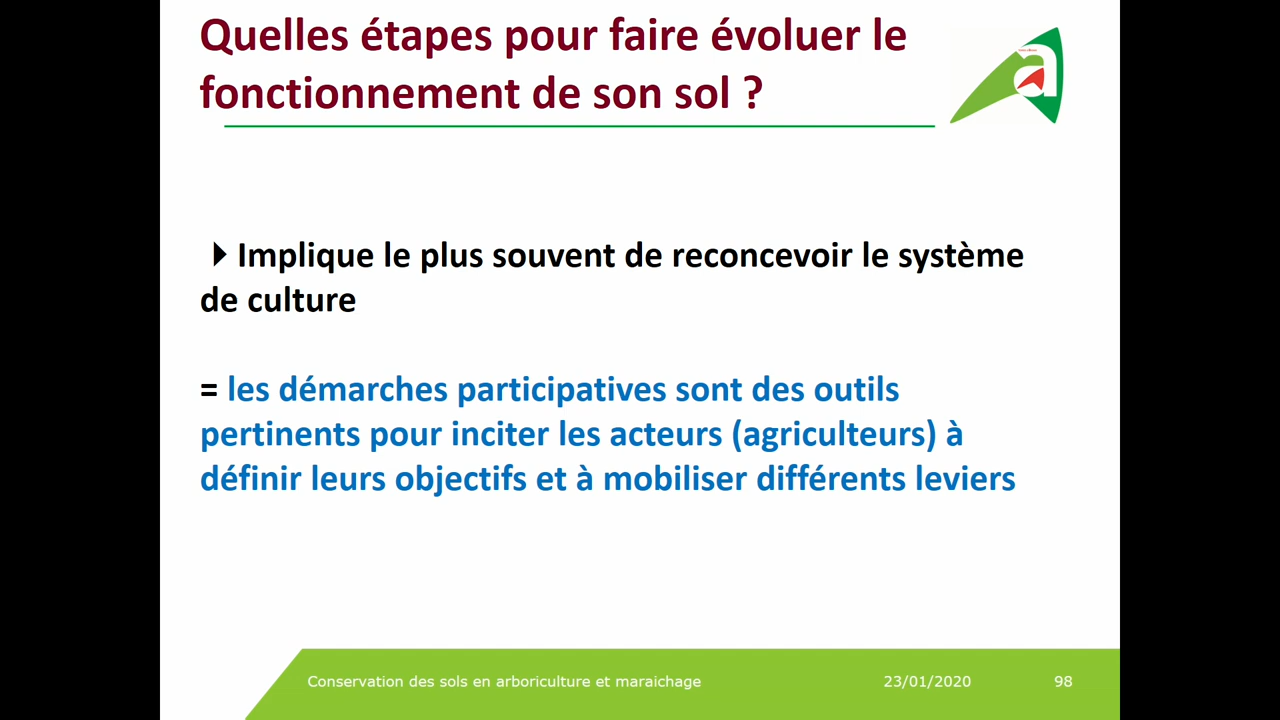 Quelles étapes pour faire évoluer le
fonctionnement de son sol ?
a
Implique le plus souvent de reconcevoir le système
de culture
= les démarches participatives sont des outils
pertinents pour inciter les acteurs (agriculteurs) à
définir leurs objectifs et à mobiliser différents leviers
Conservation des sols en arboriculture et maraichage 23/01/2020 98